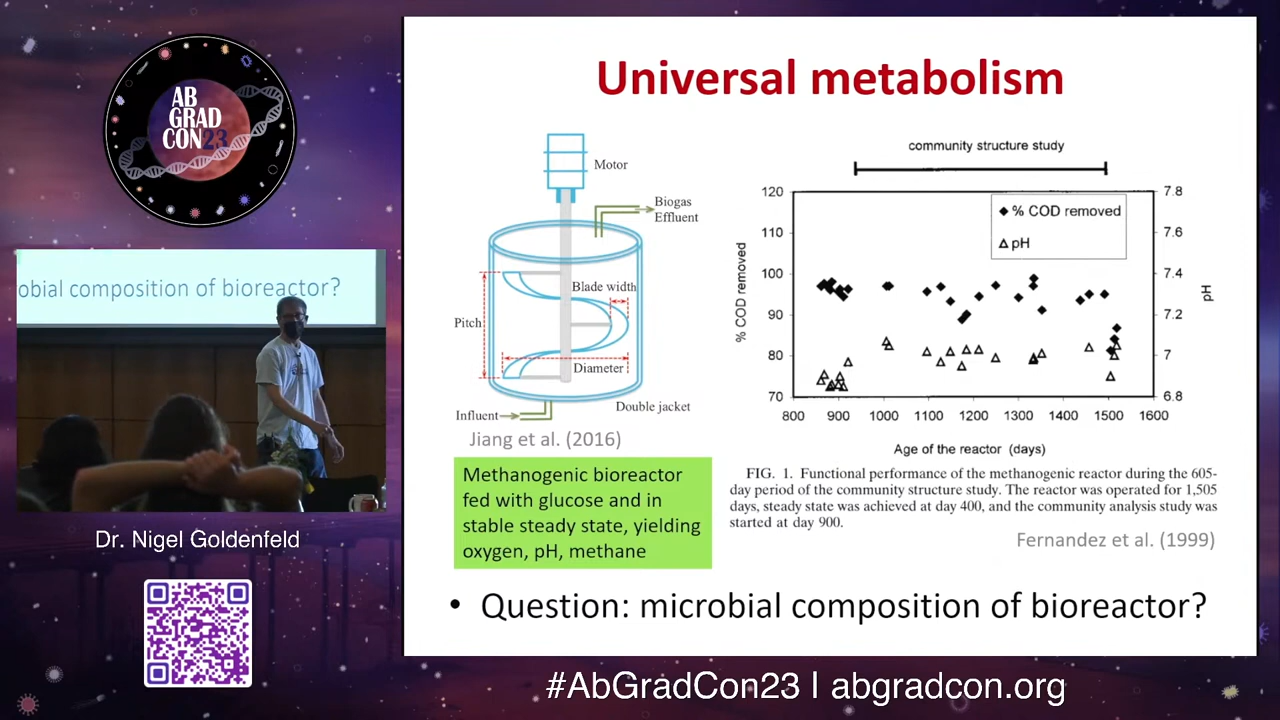 AB
GRAD
CON23
obial composition of bioreactor?
Dr. Nigel Goldenfeld
Universal metabolism
Motor
Biogas
Effluent
Blade width
Pitch
Diameter
Influent
Double jacket
Jiang et al. (2016)
Methanogenic bioreactor
fed with glucose and in
stable steady state, yielding
oxygen, pH, methane
community structure study
% COD removed
pH
120
110
100
90
80
70
% COD removed
7.8
7.6
7.4
7.2
7
6.8
pH
800 900 1000 1100 1200 1300 1400 1500 1600
Age of the reactor (days)
FIG. 1. Functional performance of the methanogenic reactor during the 605-
day period of the community structure study. The reactor was operated for 1,505
days, steady state was achieved at day 400, and the community analysis study was
started at day 900.
Fernandez et al. (1999)
• Question: microbial composition of bioreactor?
#AbGradCon23 | abgradcon.org